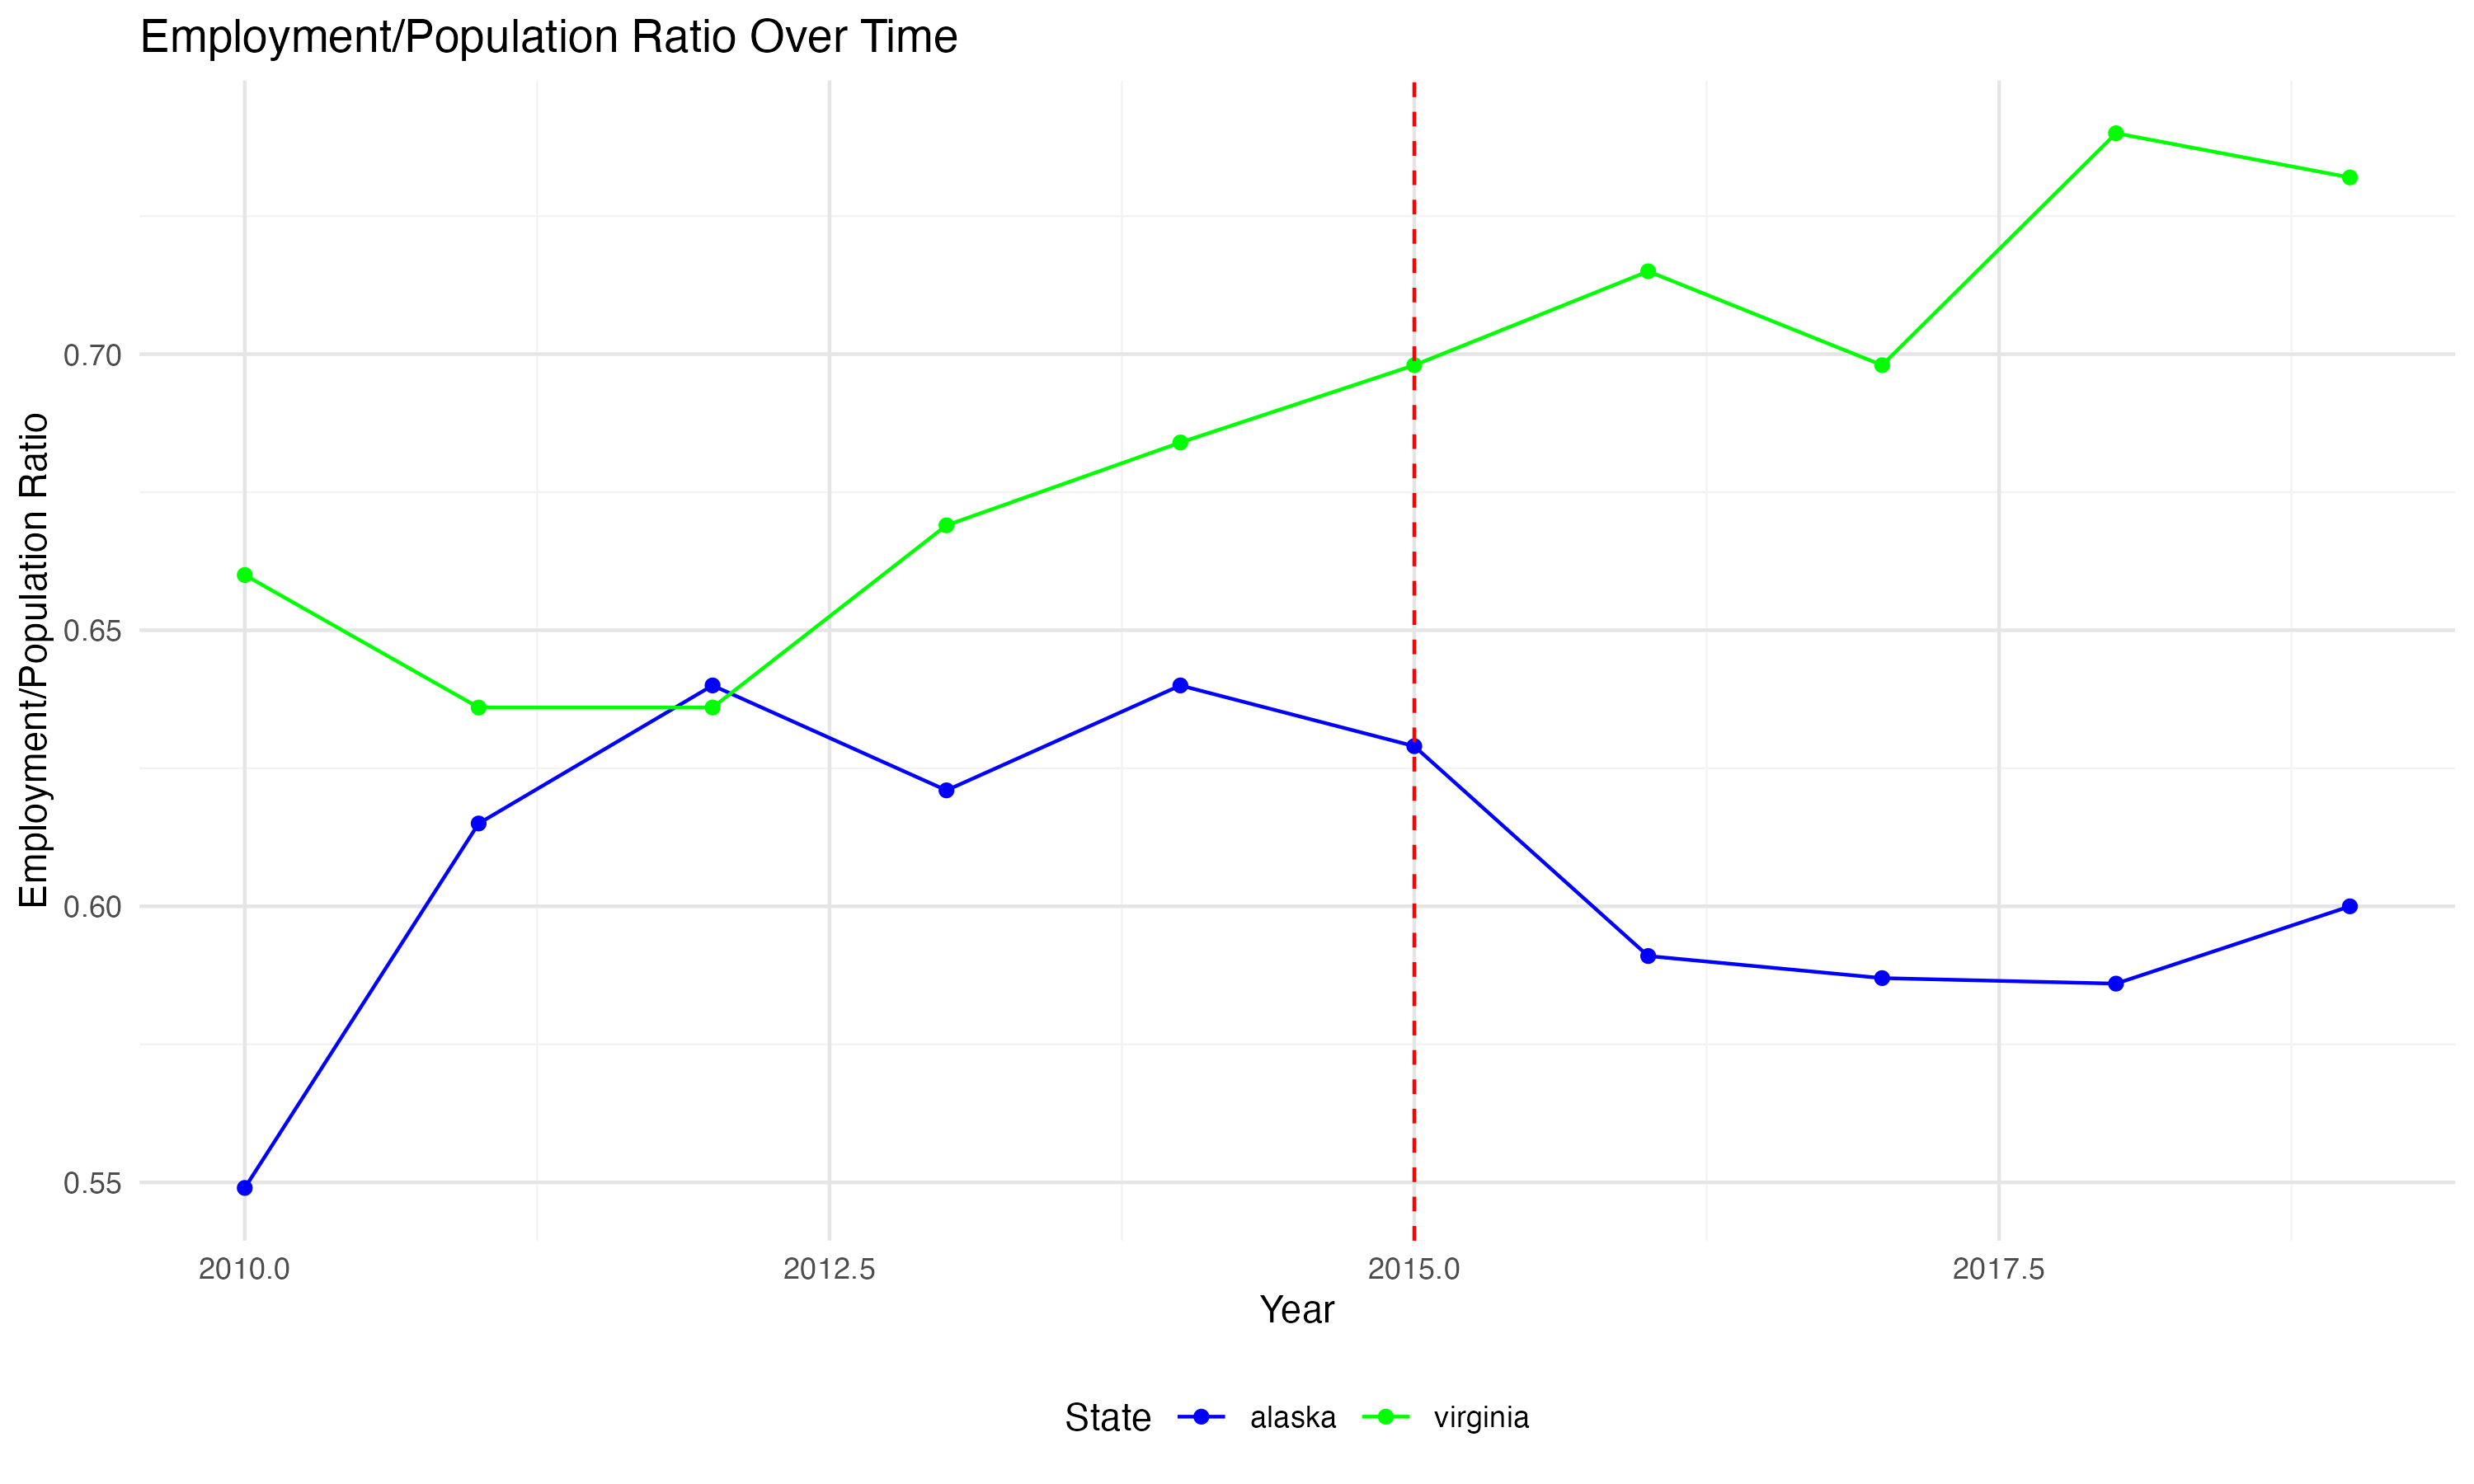 Employment/Population Ratio Over Time
Employment/Population Ratio
0.70
0.65
0.60
0.55
2010.0 2012.5 2015.0 2017.5
Year
State alaska virginia